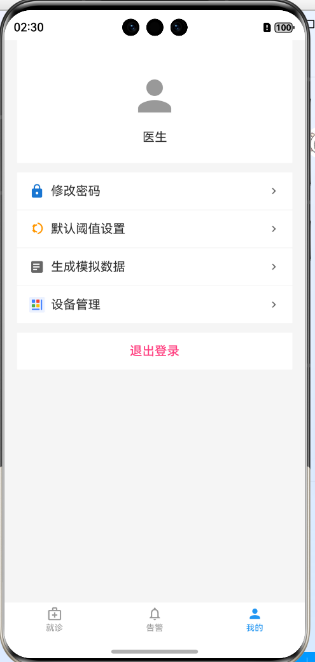 02:30
100
医生
修改密码
默认阈值设置
生成模拟数据
设备管理
退出登录
就诊
告警
我的